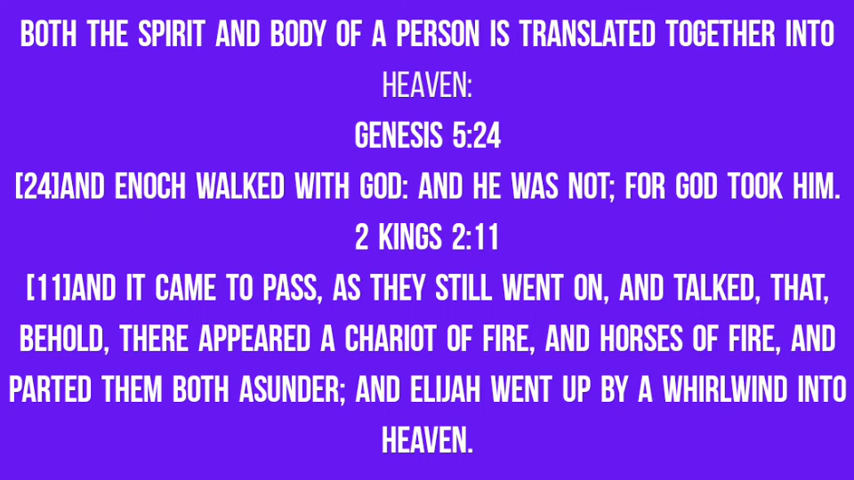 BOTH THE SPIRIT AND BODY OF A PERSON IS TRANSLATED TOGETHER INTO
HEAVEN:
GENESIS 5:24
[24]AND ENOCH WALKED WITH GOD: AND HE WAS NOT; FOR GOD TOOK HIM.
2 KINGS 2:11
[11]AND IT CAME TO PASS, AS THEY STILL WENT ON, AND TALKED, THAT,
BEHOLD, THERE APPEARED A CHARIOT OF FIRE, AND HORSES OF FIRE, AND
PARTED THEM BOTH ASUNDER; AND ELIJAH WENT UP BY A WHIRLWIND INTO
HEAVEN.